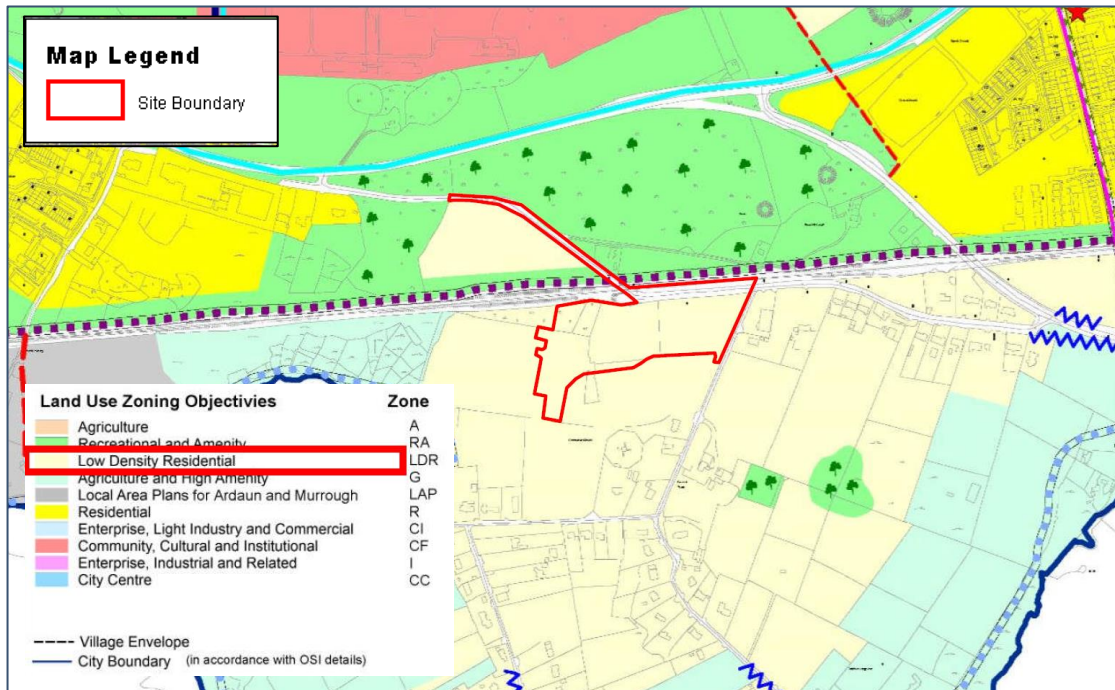 Map Legend
Site Boundary
Land Use Zoning Objectivies Zone
Agriculture A
Recreational and Amenity RA
Low Density Residential LDR
Agriculture and High Amenity G
Local Area Plans for Ardaun and Murrough LAP
Residential R
Enterprise, Light Industry and Commercial CI
Community, Cultural and Institutional CF
Enterprise, Industrial and Related I
City Centre CC
Village Envelope
City Boundary (in accordance with OSI details)